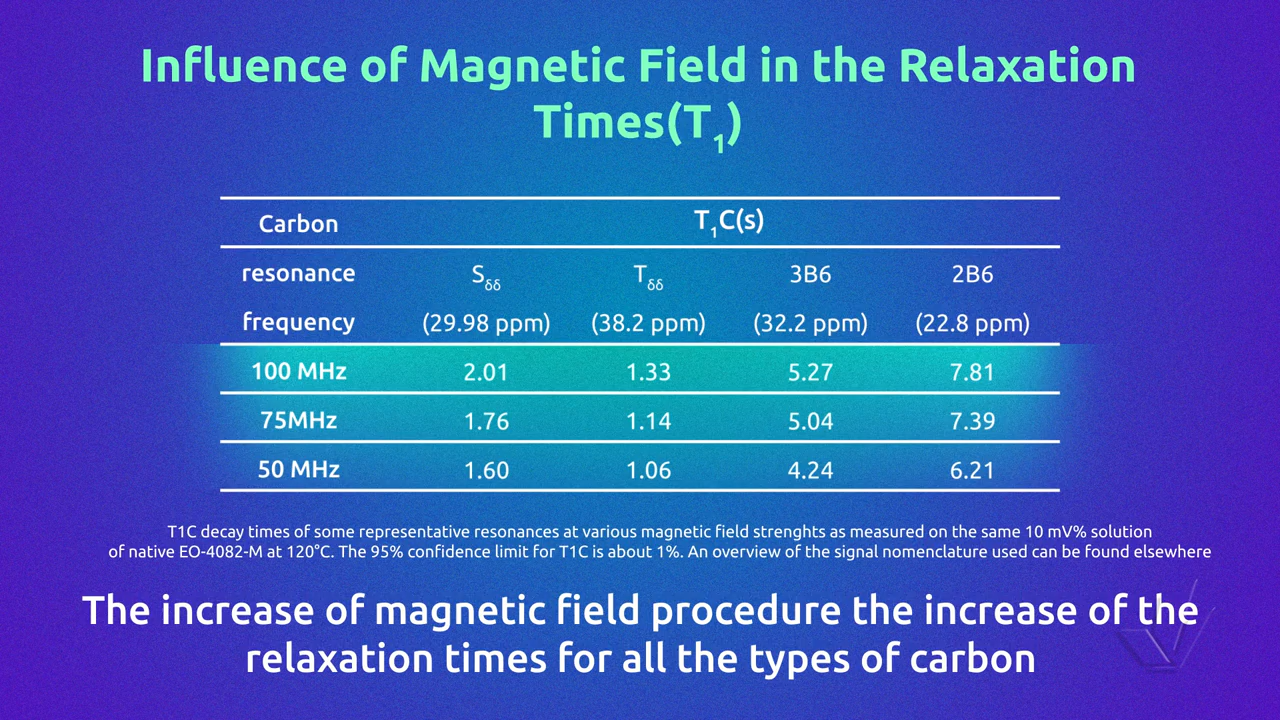 Influence of Magnetic Field in the Relaxation
Times(T₁)
Carbon T₁C(s)
resonance Sδδ Tδδ 3B6 2B6
frequency (29.98 ppm) (38.2 ppm) (32.2 ppm) (22.8 ppm)
100 MHz 2.01 1.33 5.27 7.81
75MHz 1.76 1.14 5.04 7.39
50 MHz 1.60 1.06 4.24 6.21
T1C decay times of some representative resonances at various magnetic field strenghts as measured on the same 10 mV% solution
of native EO-4082-M at 120°C. The 95% confidence limit for T1C is about 1%. An overview of the signal nomenclature used can be found elsewhere
The increase of magnetic field procedure the increase of the
relaxation times for all the types of carbon